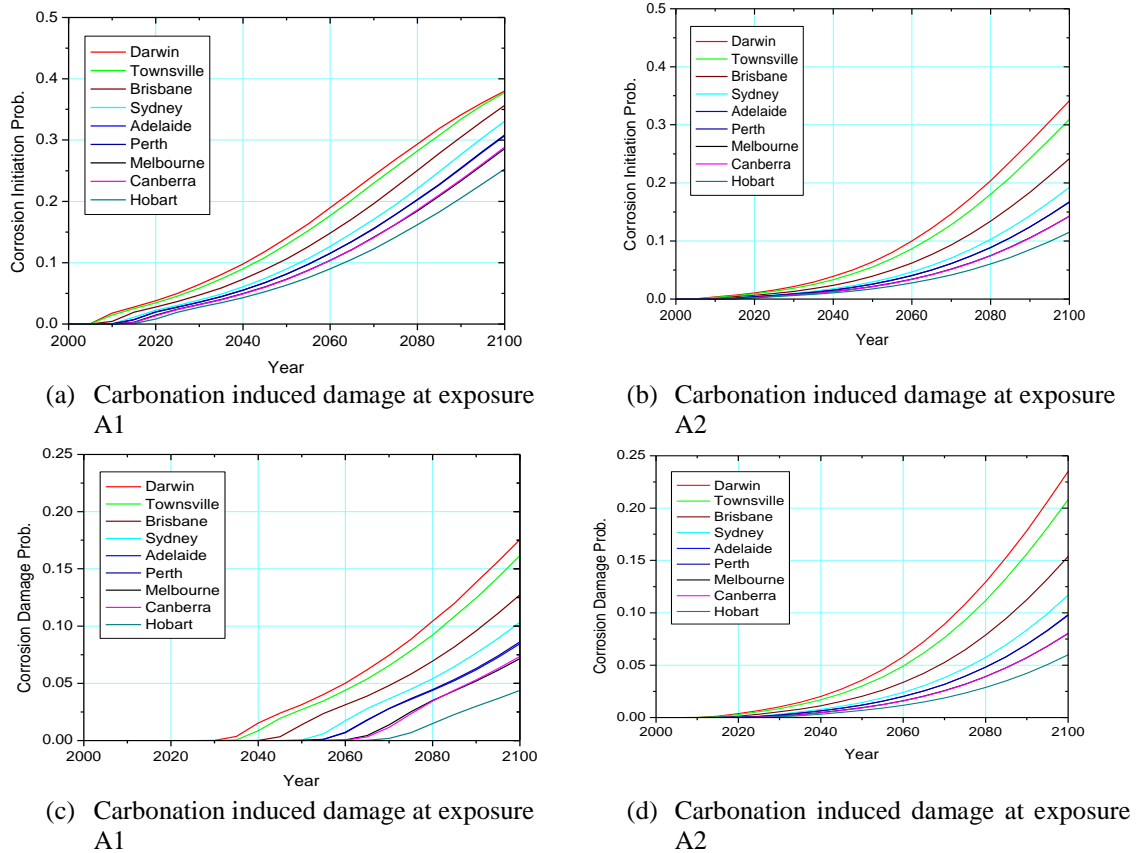 0.5
0.4
0.3
0.2
0.1
0.0
Corrosion Initiation Prob.
Darwin
Townsville
Brisbane
Sydney
Adelaide
Perth
Melbourne
Canberra
Hobart
2000 2020 2040 2060 2080 2100
Year
(a) Carbonation induced damage at exposure
A1
0.5
0.4
0.3
0.2
0.1
0.0
Corrosion Initiation Prob.
Darwin
Townsville
Brisbane
Sydney
Adelaide
Perth
Melbourne
Canberra
Hobart
2000 2020 2040 2060 2080 2100
Year
(b) Carbonation induced damage at exposure
A2
0.25
0.20
0.15
0.10
0.05
0.00
Corrosion Damage Prob.
Darwin
Townsville
Brisbane
Sydney
Adelaide
Perth
Melbourne
Canberra
Hobart
2000 2020 2040 2060 2080 2100
Year
(c) Carbonation induced damage at exposure
A1
0.25
0.20
0.15
0.10
0.05
0.00
Corrosion Damage Prob.
Darwin
Townsville
Brisbane
Sydney
Adelaide
Perth
Melbourne
Canberra
Hobart
2000 2020 2040 2060 2080 2100
Year
(d) Carbonation induced damage at exposure
A2